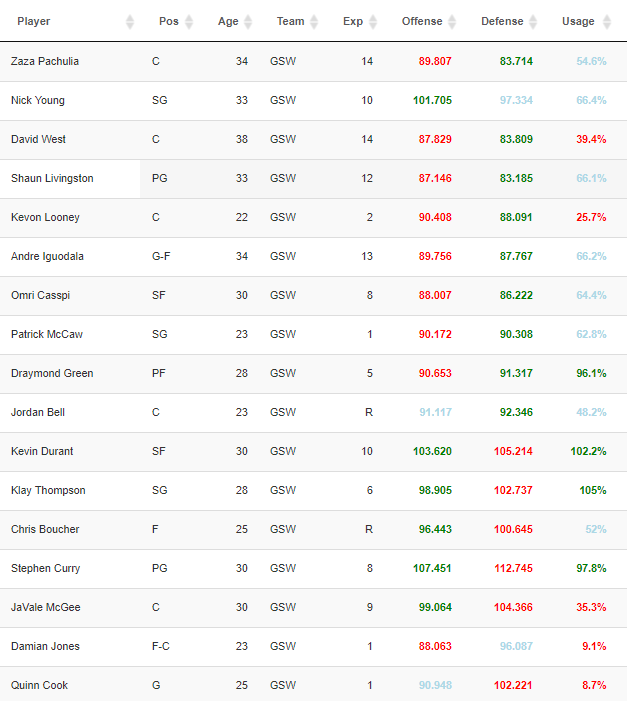 Player Pos Age Team Exp Offense Defense Usage
Zaza Pachulia C 34 GSW 14 89.807 83.714 54.6%
Nick Young SG 33 GSW 10 101.705 97.334 66.4%
David West C 38 GSW 14 87.829 83.809 39.4%
Shaun Livingston PG 33 GSW 12 87.146 83.185 66.1%
Kevon Looney C 22 GSW 2 90.408 88.091 25.7%
Andre Iguodala G-F 34 GSW 13 89.756 87.767 66.2%
Omri Casspi SF 30 GSW 8 88.007 86.222 64.4%
Patrick McCaw SG 23 GSW 1 90.172 90.308 62.8%
Draymond Green PF 28 GSW 5 90.653 91.317 96.1%
Jordan Bell C 23 GSW R 91.117 92.346 48.2%
Kevin Durant SF 30 GSW 10 103.620 105.214 102.2%
Klay Thompson SG 28 GSW 6 98.905 102.737 105%
Chris Boucher F 25 GSW R 96.443 100.645 52%
Stephen Curry PG 30 GSW 8 107.451 112.745 97.8%
JaVale McGee C 30 GSW 9 99.064 104.366 35.3%
Damian Jones F-C 23 GSW 1 88.063 96.087 9.1%
Quinn Cook G 25 GSW 1 90.948 102.221 8.7%